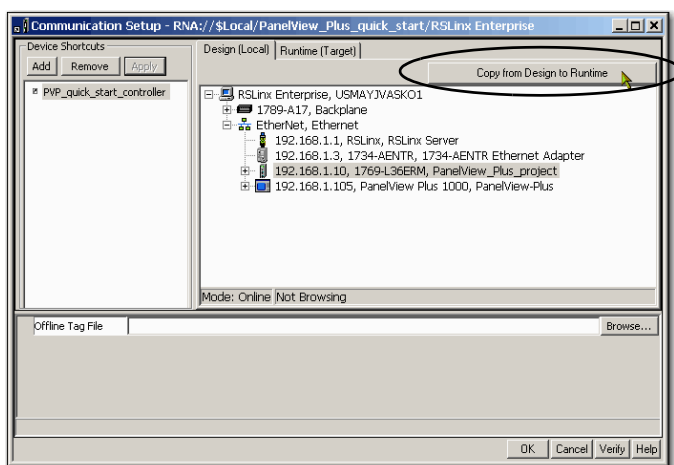 Communication Setup - RNA://$Local/PanelView_Plus_quick_start/RSLinx Enterprise
Device Shortcuts
Add Remove Apply
PVP_quick_start_controller
Design (Local) Runtime (Target)
Copy from Design to Runtime
RSLinx Enterprise, USMAYJVASKO1
1789-A17, Backplane
EtherNet, Ethernet
192.168.1.1, RSLinx, RSLinx Server
192.168.1.3, 1734-AENTR, 1734-AENTR Ethernet Adapter
192.168.1.10, 1769-L36ERM, PanelView_Plus_project
192.168.1.105, PanelView Plus 1000, PanelView-Plus
Mode: Online Not Browsing
Offline Tag File Browse...
OK Cancel Verify Help